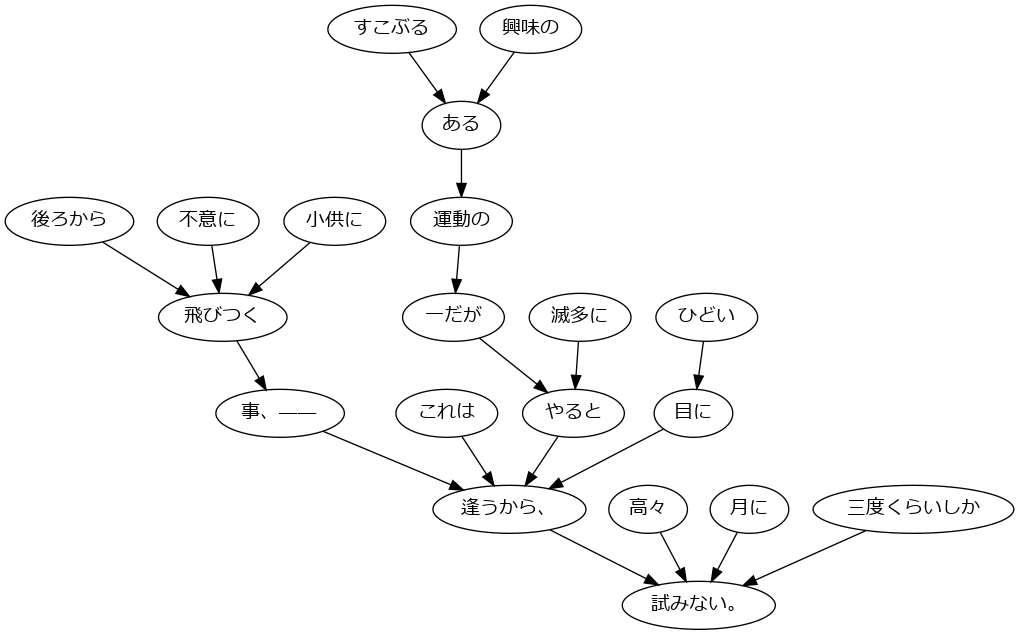 すこぶる 興味の
ある
後ろから 不意に 小供に 運動の
飛びつく 一だが 滅多に ひどい
事、―― これは やると 目に
逢うから、 高々 月に 三度くらいしか
試みない。